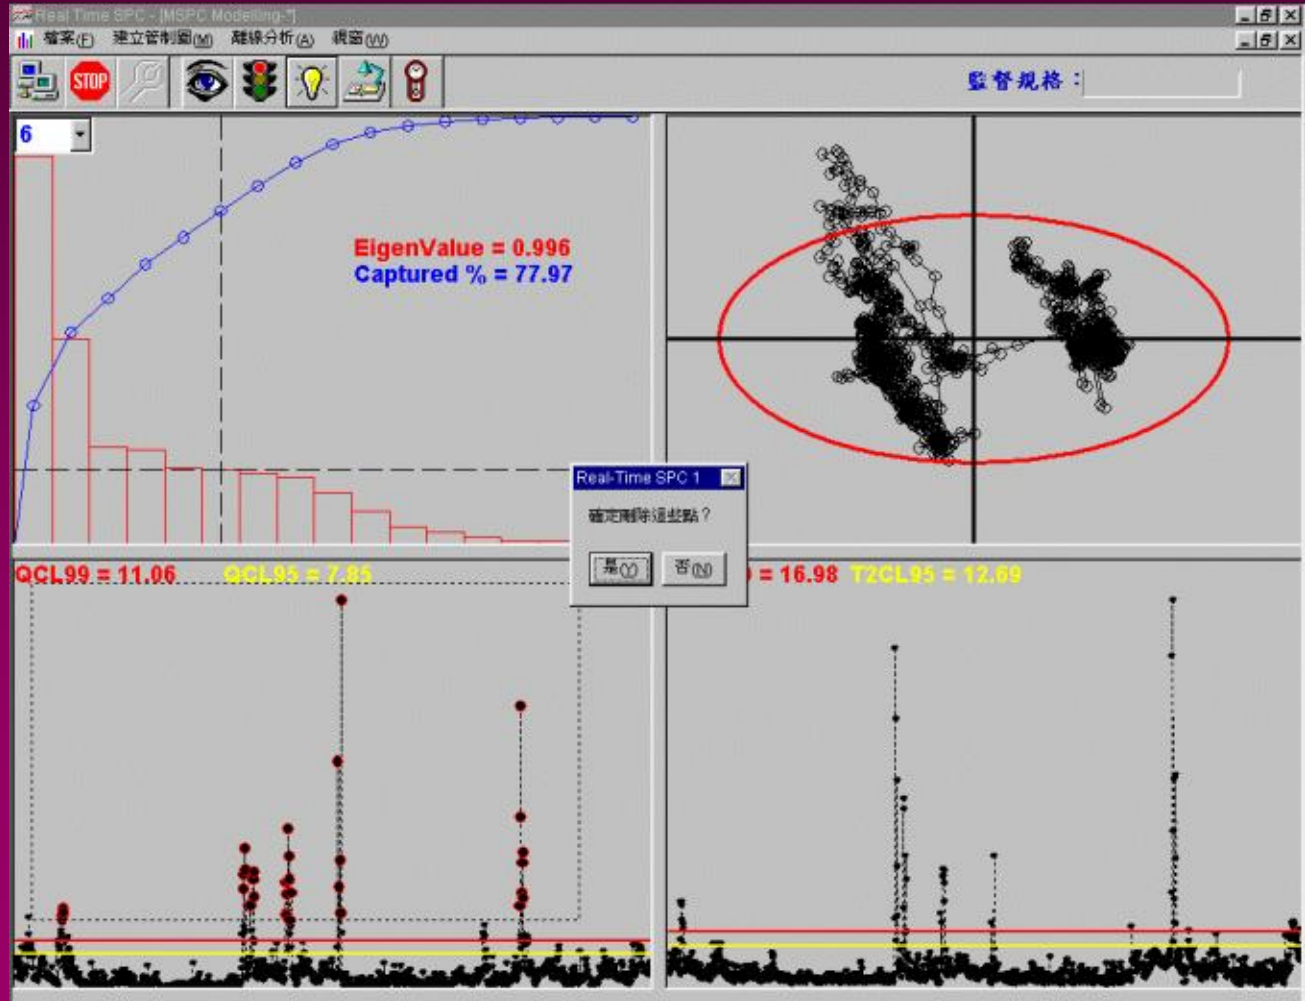 Real Time SPC - [MSPC Modelling-*]
檔案(F) 建立管制圖(M) 離線分析(A) 視窗(W)
STOP
監督規格：
6
EigenValue = 0.996
Captured % = 77.97
Real-Time SPC 1
確定刪除這些點？
是(Y) 否(N)
QCL99 = 11.06 QCL95 = 7.85
= 16.98 T2CL95 = 12.69